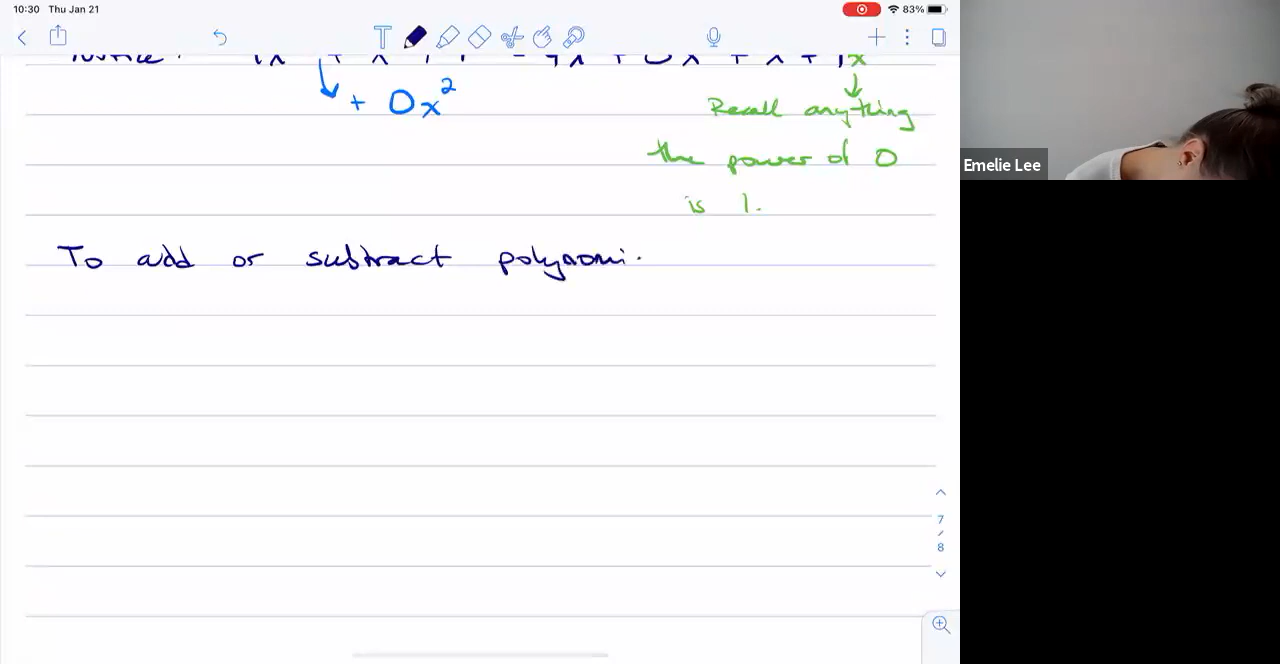 10:30 Thu Jan 21
83%
T
+ 0x²
Recall anything
the power of 0
is 1.
Emelie Lee
To add or subtract polynomi.
7
/
8